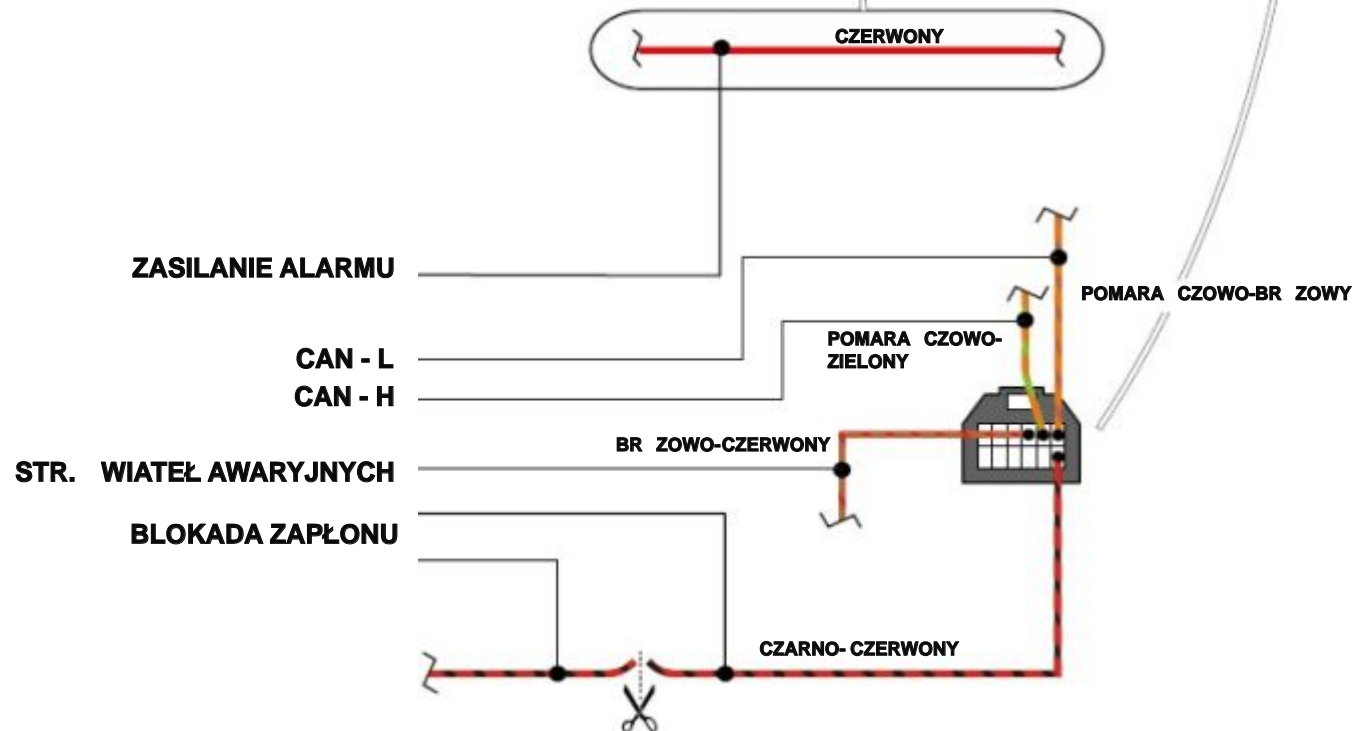 CZERWONY
ZASILANIE ALARMU
POMARA CZOWO-BR ZOWY
POMARA CZOWO-
ZIELONY
CAN - L
CAN - H
BR ZOWO-CZERWONY
STR. WIATEŁ AWARYJNYCH
BLOKADA ZAPŁONU
CZARNO- CZERWONY